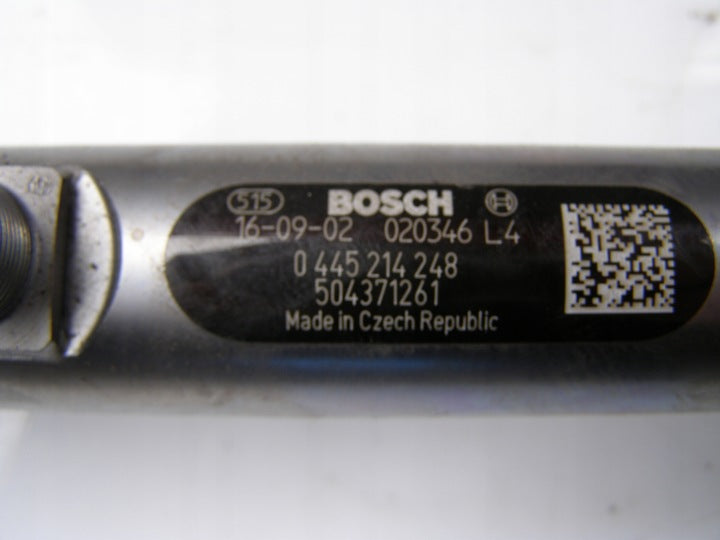 515 BOSCH
16-09-02 020346 L4
0 445 214 248
504371261
Made in Czech Republic